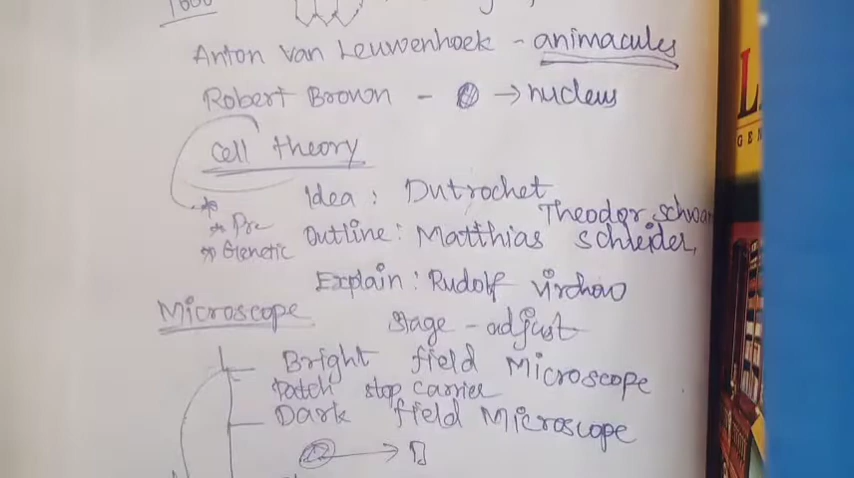 Anton van Leuwenhoek - animacules
Robert Brown - → nucleus
Cell theory
Idea : Dutrochet
Theodor Schwan
* Pre
* Genetic
Outline : Matthias Schleider,
Explain : Rudolf virchow
Microscope
stage - adjust
Bright field Microscope
Patch stop carrier
Dark field Microscope
L
GEN